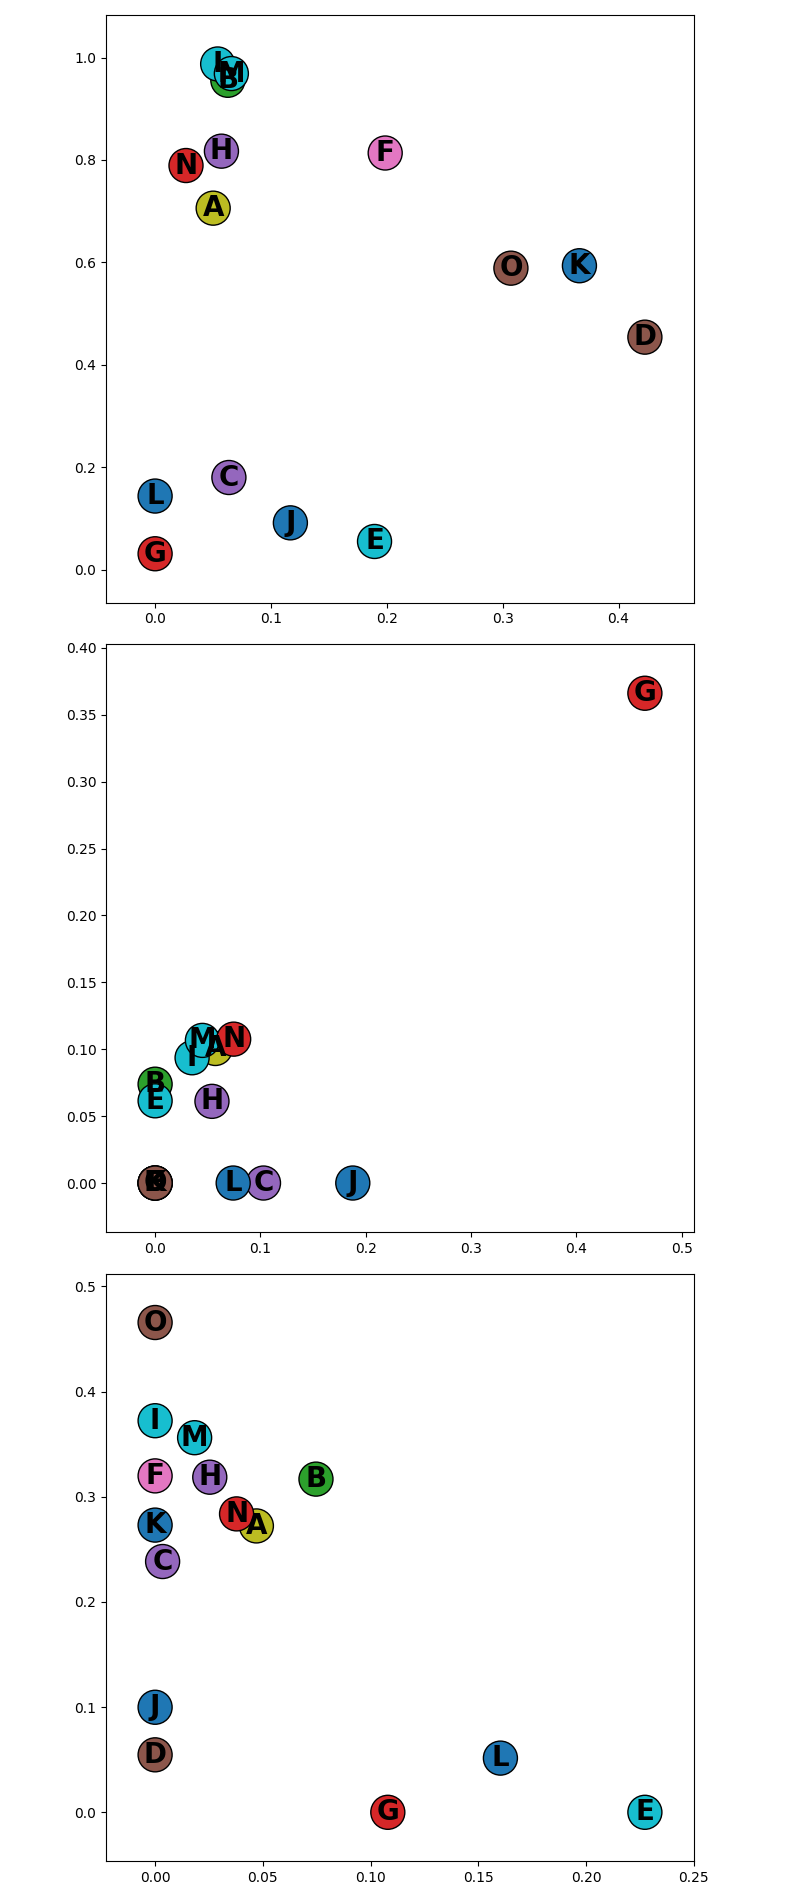 1.0
I
M
B
H
N
F
0.8
A
0.6
O
K
D
0.4
0.2
C
L
J
E
G
0.0
0.0 0.1 0.2 0.3 0.4
0.40
G
0.35
0.30
0.25
0.20
0.15
M N
A
0.10
I
B
E
H
0.05
0.00
O
L C J
0.0 0.1 0.2 0.3 0.4 0.5
0.5
O
0.4
I
M
F H B
0.3
N
K A
C
0.2
0.1
J
D L
0.0
G E
0.00 0.05 0.10 0.15 0.20 0.25